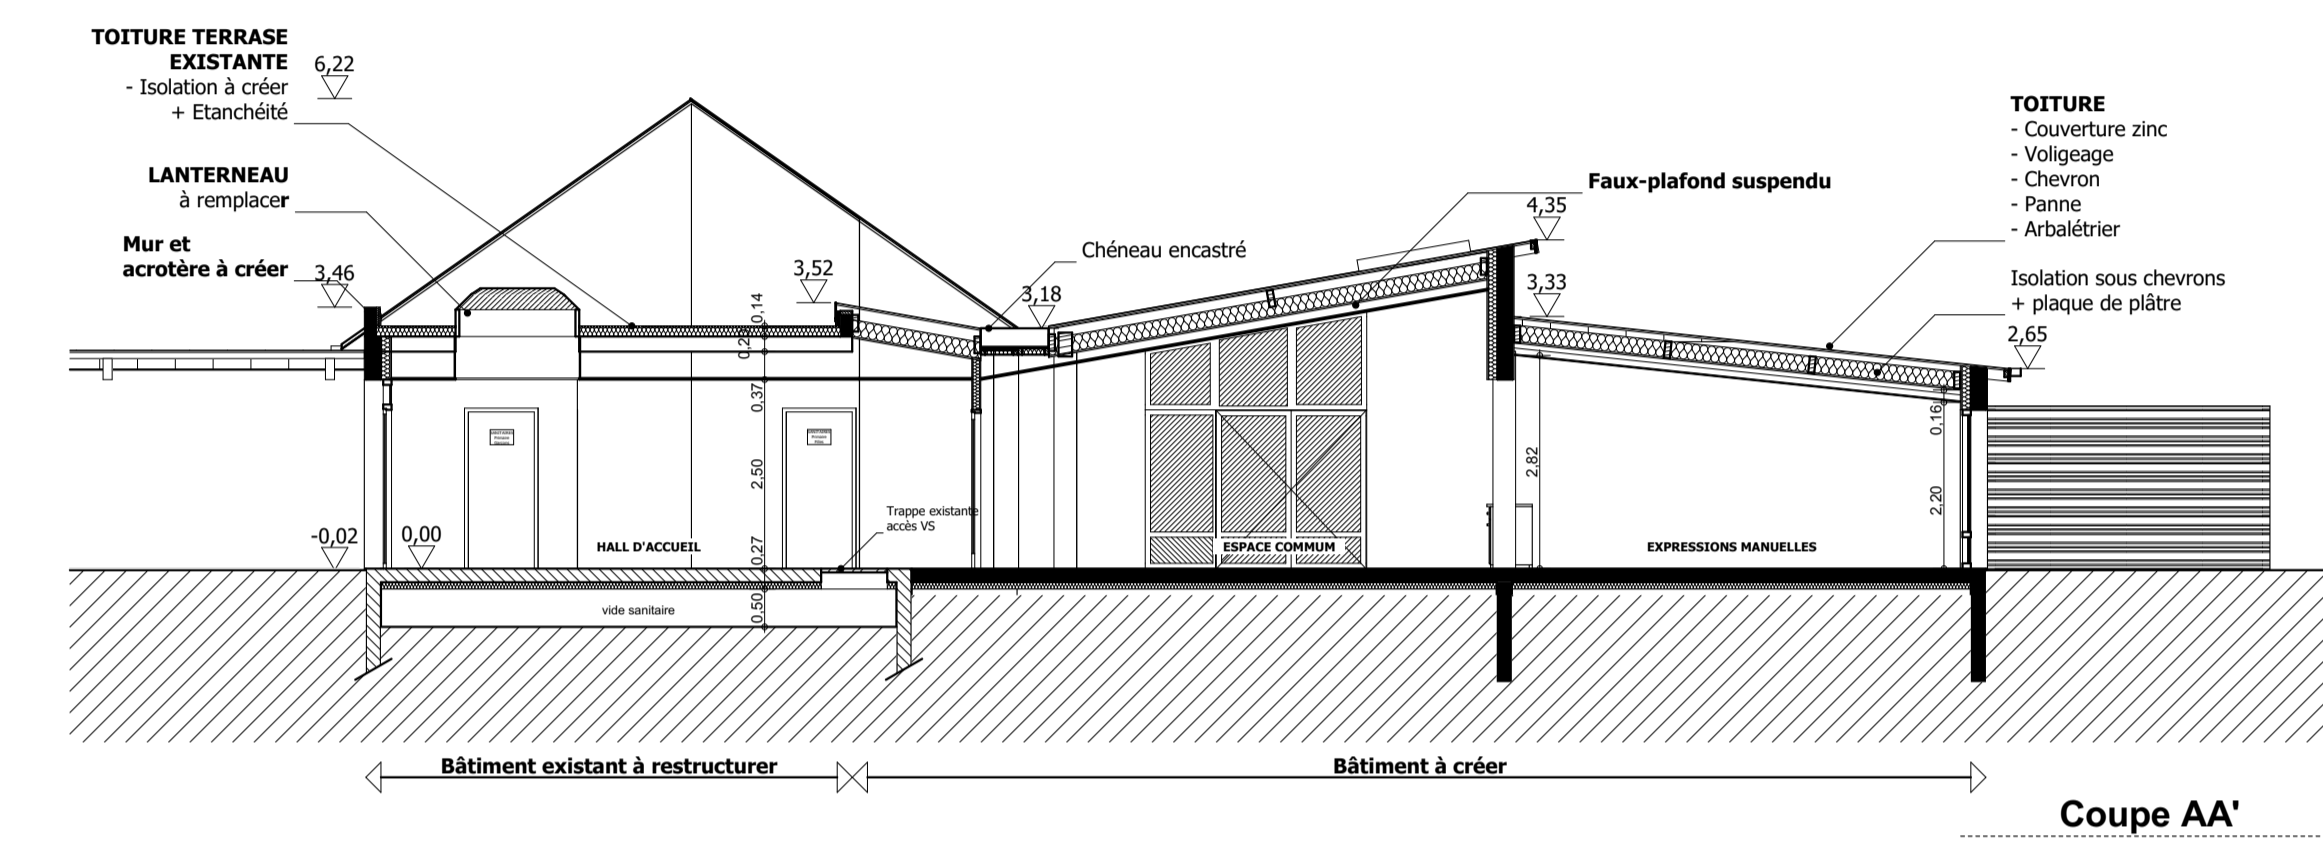 TOITURE TERRASE
EXISTANTE
- Isolation à créer
+ Etanchéité
6,22
LANTERNEAU
à remplacer
Mur et
acrotère à créer
3,46
3,52
3,18
Chéneau encastré
Faux-plafond suspendu
4,35
3,33
TOITURE
- Couverture zinc
- Voligeage
- Chevron
- Panne
- Arbalétrier
Isolation sous chevrons
+ plaque de plâtre
2,65
0,14
0,37
2,50
0,27
0,50
2,82
0,16
2,20
-0,02
0,00
Trappe existante
accès VS
HALL D'ACCUEIL
ESPACE COMMUM
EXPRESSIONS MANUELLES
vide sanitaire
Bâtiment existant à restructurer
Bâtiment à créer
Coupe AA'